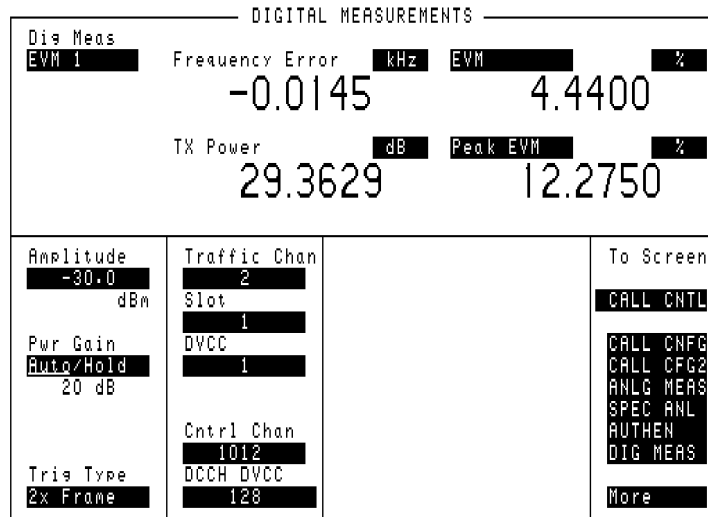 DIGITAL MEASUREMENTS
Dig Meas
EVM 1
Frequency Error kHz
-0.0145
EVM %
4.4400
TX Power dB
29.3629
Peak EVM %
12.2750
Amplitude
-30.0
dBm
Pwr Gain
Auto/Hold
20 dB
Trig Type
2x Frame
Traffic Chan
2
Slot
1
DVCC
1
Cntrl Chan
1012
DCCH DVCC
128
To Screen
CALL CNTL
CALL CNFG
CALL CFG2
ANLG MEAS
SPEC ANL
AUTHEN
DIG MEAS
More